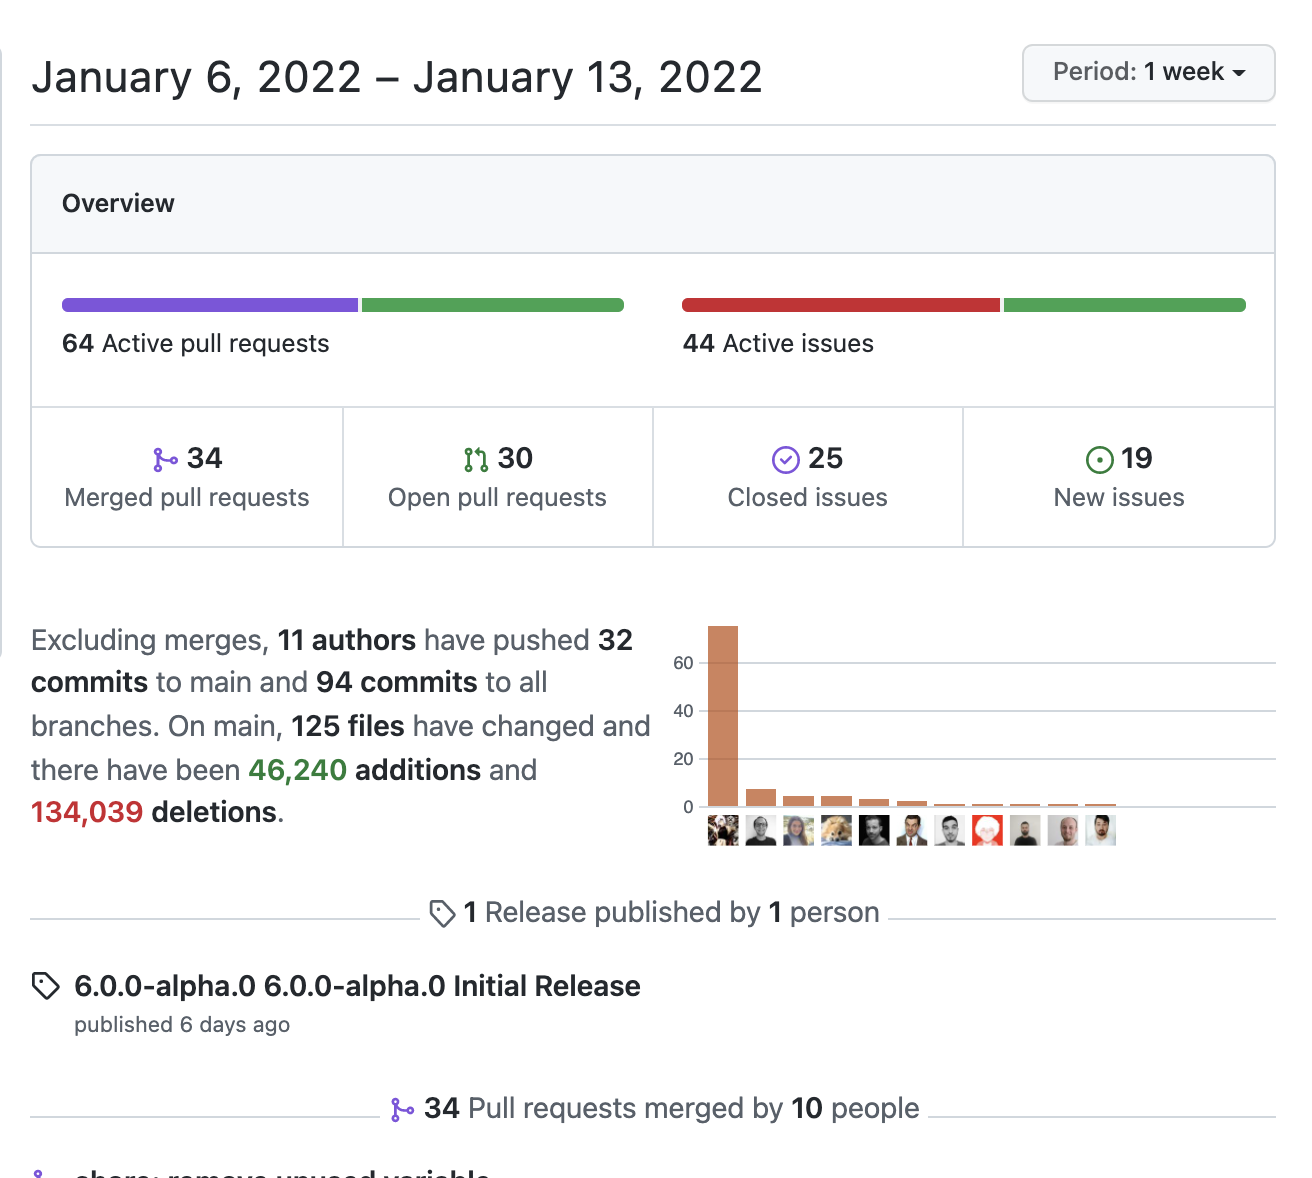 January 6, 2022 – January 13, 2022
Period: 1 week
Overview
64 Active pull requests
44 Active issues
34
Merged pull requests
30
Open pull requests
25
Closed issues
19
New issues
Excluding merges, 11 authors have pushed 32
commits to main and 94 commits to all
branches. On main, 125 files have changed and
there have been 46,240 additions and
134,039 deletions.
60
40
20
0
1 Release published by 1 person
6.0.0-alpha.0 6.0.0-alpha.0 Initial Release
published 6 days ago
34 Pull requests merged by 10 people
chore: remove unused variable